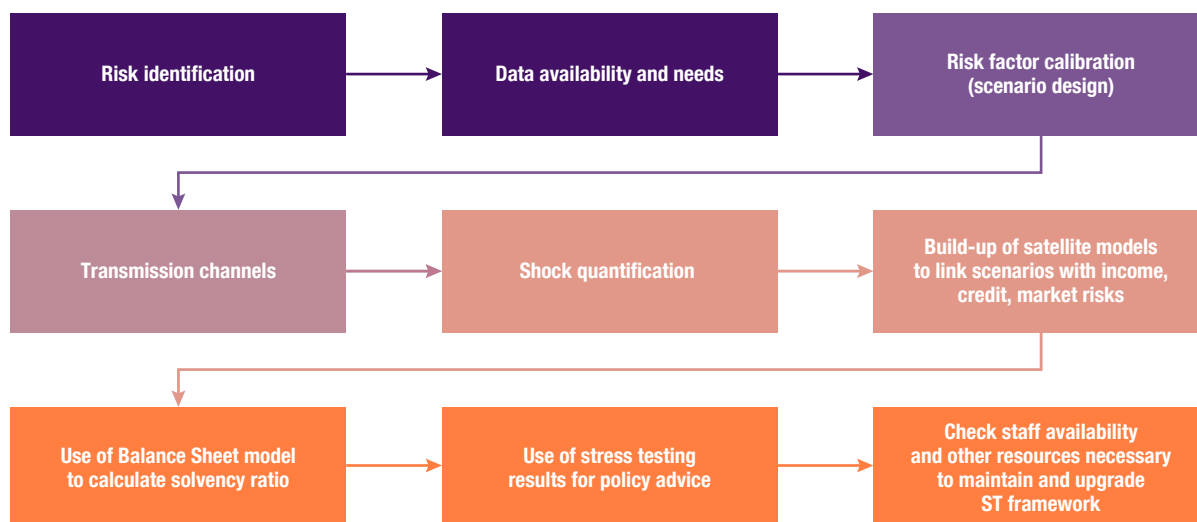 Risk identification
Data availability and needs
Risk factor calibration
(scenario design)
Transmission channels
Shock quantification
Build-up of satellite models
to link scenarios with income,
credit, market risks
Use of Balance Sheet model
to calculate solvency ratio
Use of stress testing
results for policy advice
Check staff availability
and other resources necessary
to maintain and upgrade
ST framework